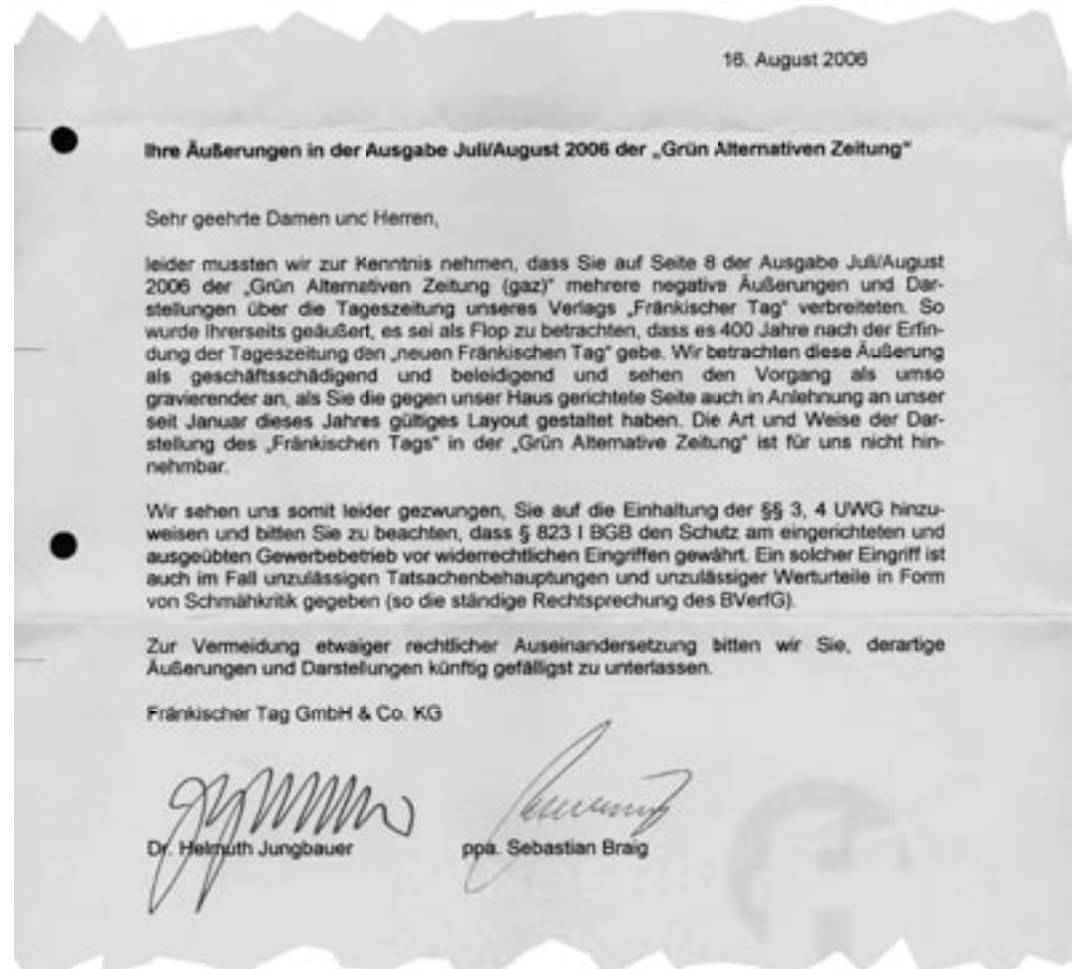 16. August 2006
Ihre Äußerungen in der Ausgabe Juli/August 2006 der „Grün Alternativen Zeitung“
Sehr geehrte Damen und Herren,
leider mussten wir zur Kenntnis nehmen, dass Sie auf Seite 8 der Ausgabe Juli/August
2006 der „Grün Alternativen Zeitung (gaz)“ mehrere negative Äußerungen und Dar-
stellungen über die Tageszeitung unseres Verlags „Fränkischer Tag“ verbreiteten. So
wurde Ihrerseits geäußert, es sei als Flop zu betrachten, dass es 400 Jahre nach der Erfin-
dung der Tageszeitung den „neuen Fränkischen Tag“ gebe. Wir betrachten diese Äußerung
als geschäftsschädigend und beleidigend und sehen den Vorgang als umso
gravierender an, als Sie die gegen unser Haus gerichtete Seite auch in Anlehnung an unser
seit Januar dieses Jahres gültiges Layout gestaltet haben. Die Art und Weise der Dar-
stellung des „Fränkischen Tags“ in der „Grün Alternative Zeitung“ ist für uns nicht hin-
nehmbar.
Wir sehen uns somit leider gezwungen, Sie auf die Einhaltung der §§ 3, 4 UWG hinzu-
weisen und bitten Sie zu beachten, dass § 823 I BGB den Schutz am eingerichteten und
ausgeübten Gewerbebetrieb vor widerrechtlichen Eingriffen gewährt. Ein solcher Eingriff ist
auch im Fall unzulässigen Tatsachenbehauptungen und unzulässiger Werturteile in Form
von Schmähkritik gegeben (so die ständige Rechtsprechung des BVerfG).
Zur Vermeidung etwaiger rechtlicher Auseinandersetzung bitten wir Sie, derartige
Äußerungen und Darstellungen künftig gefälligst zu unterlassen.
Fränkischer Tag GmbH & Co. KG
Dr. Helmuth Jungbauer ppa. Sebastian Braig